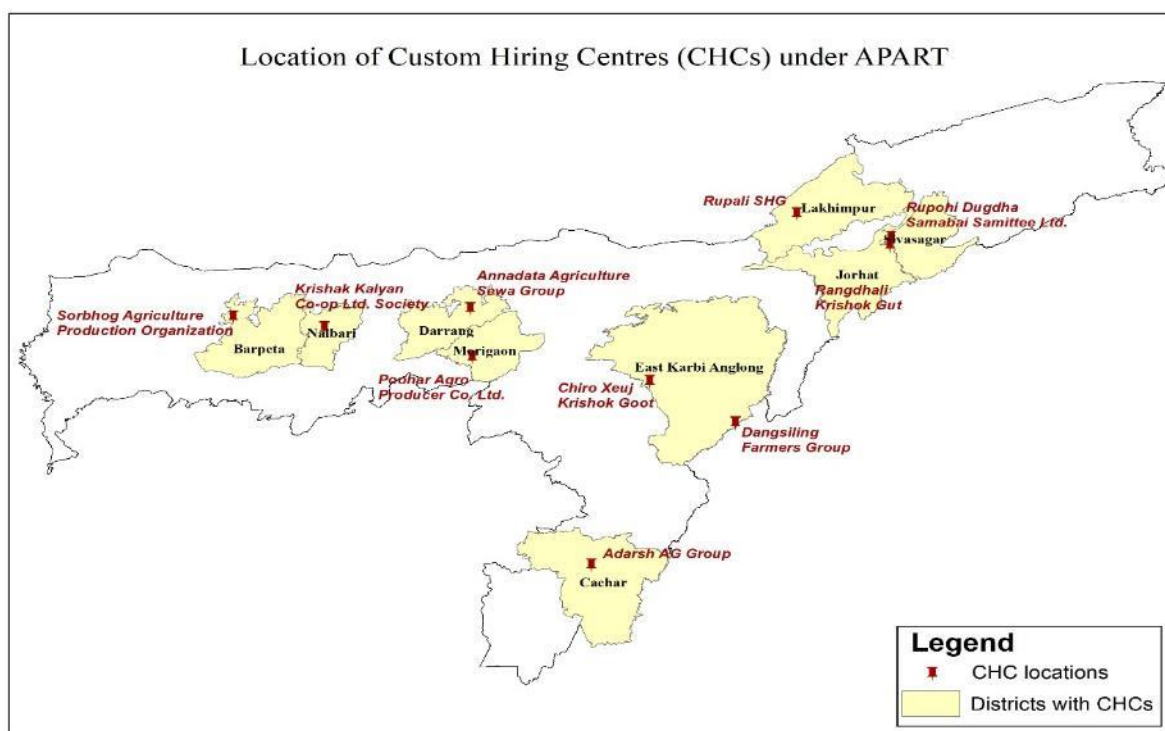 Location of Custom Hiring Centres (CHCs) under APART
Rupali SHG
Lakhimpur
Rupohi Dugdha
Samabai Samittee Ltd.
Sivasagar
Jorhat
Rangdhali
Krishok Gut
Annadata Agriculture
Sewa Group
Krishak Kalyan
Co-op Ltd. Society
Sorbhog Agriculture
Production Organization
Nalbari
Barpeta
Darrang
Morigaon
Poohar Agro
Producer Co. Ltd.
East Karbi Anglong
Chiro Xeuj
Krishok Goot
Dangsiling
Farmers Group
Adarsh AG Group
Cachar
Legend
CHC locations
Districts with CHCs